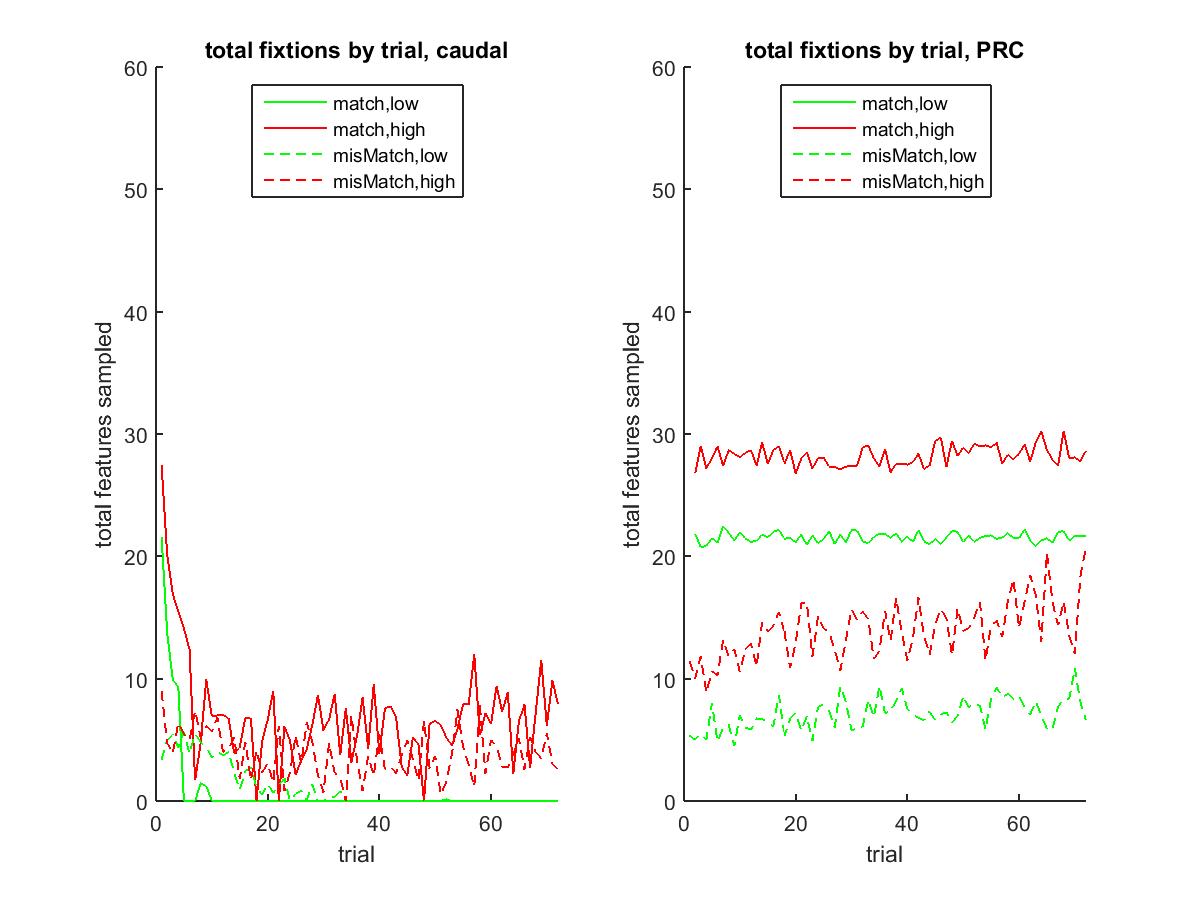 total fixtions by trial, caudal
60
50
40
30
20
10
0
total features sampled
match,low
match,high
misMatch,low
misMatch,high
0
20
40
60
trial
total fixtions by trial, PRC
60
50
40
30
20
10
0
total features sampled
match,low
match,high
misMatch,low
misMatch,high
0
20
40
60
trial